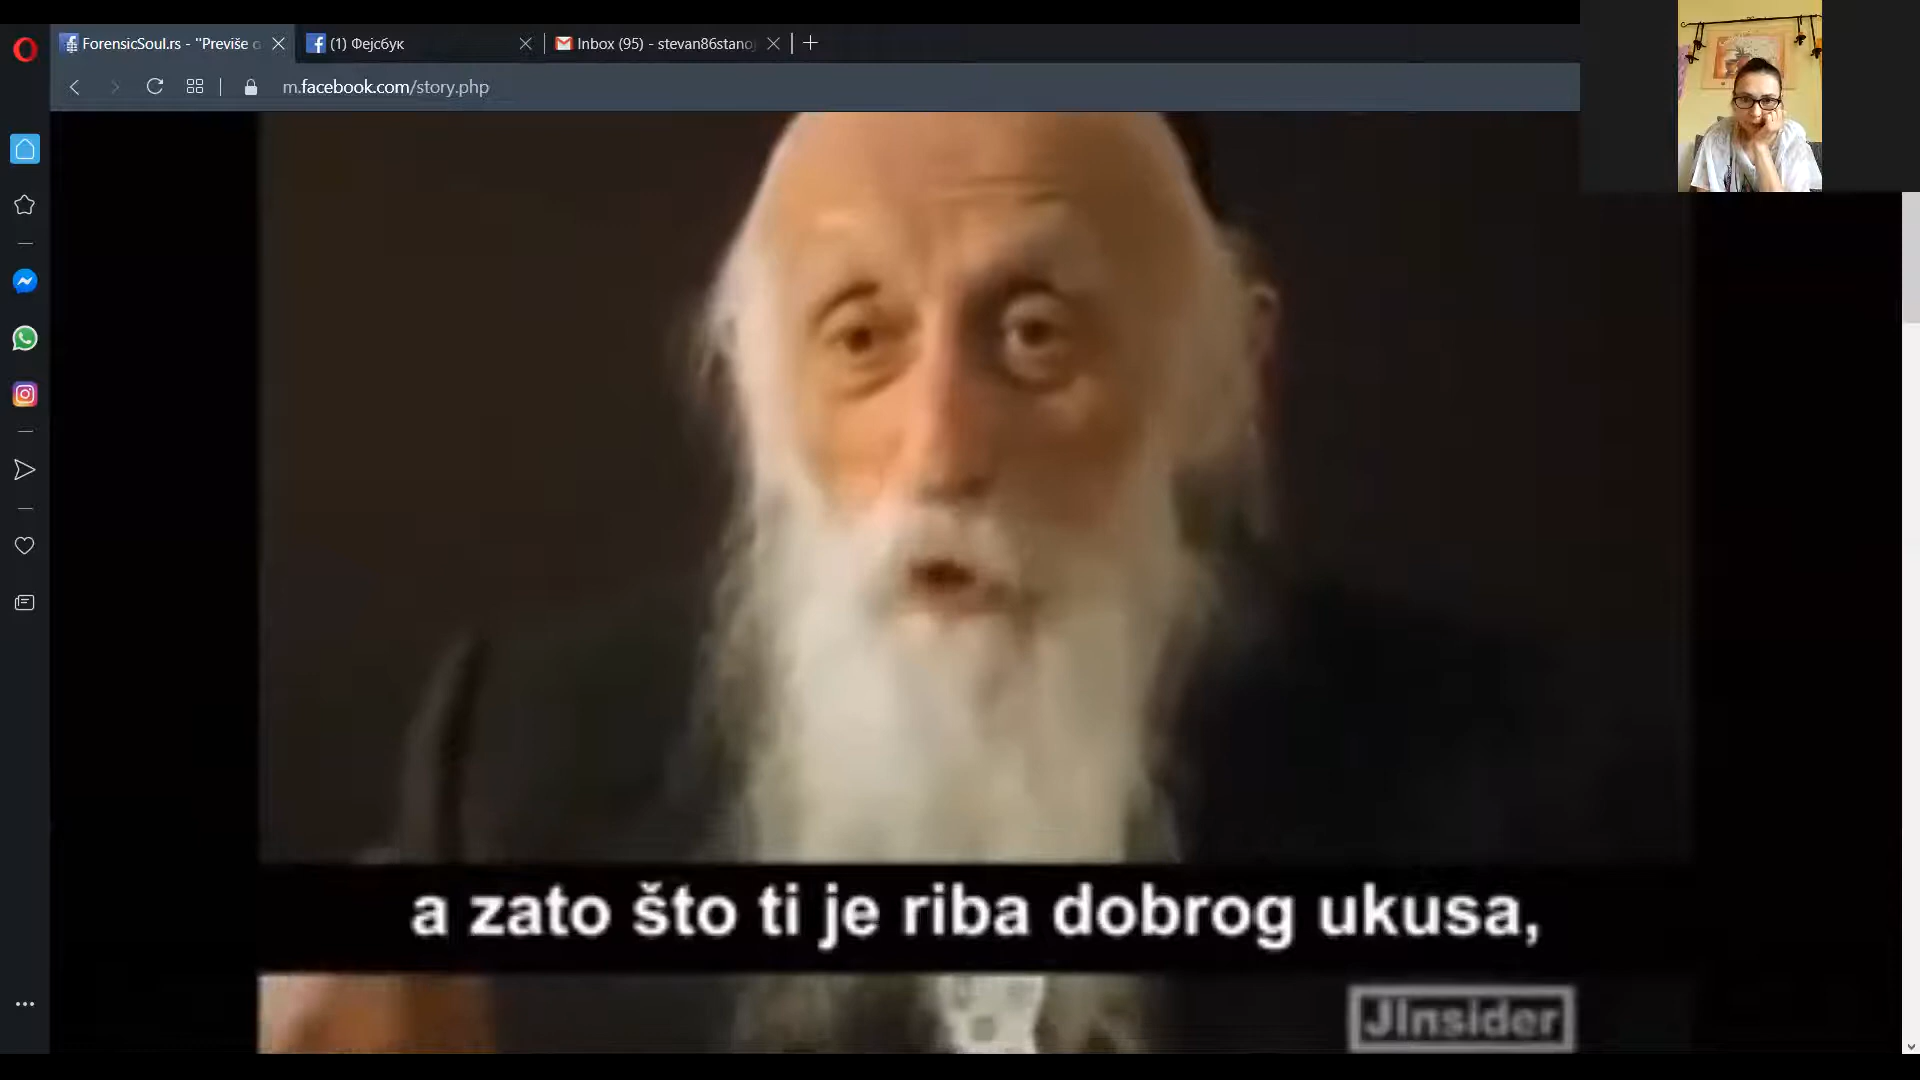 ForensicSoul.rs - "Previše o
(1) Фејсбук
Inbox (95) - stevan86stano
m.facebook.com/story.php
a zato što ti je riba dobrog ukusa,
JInsider